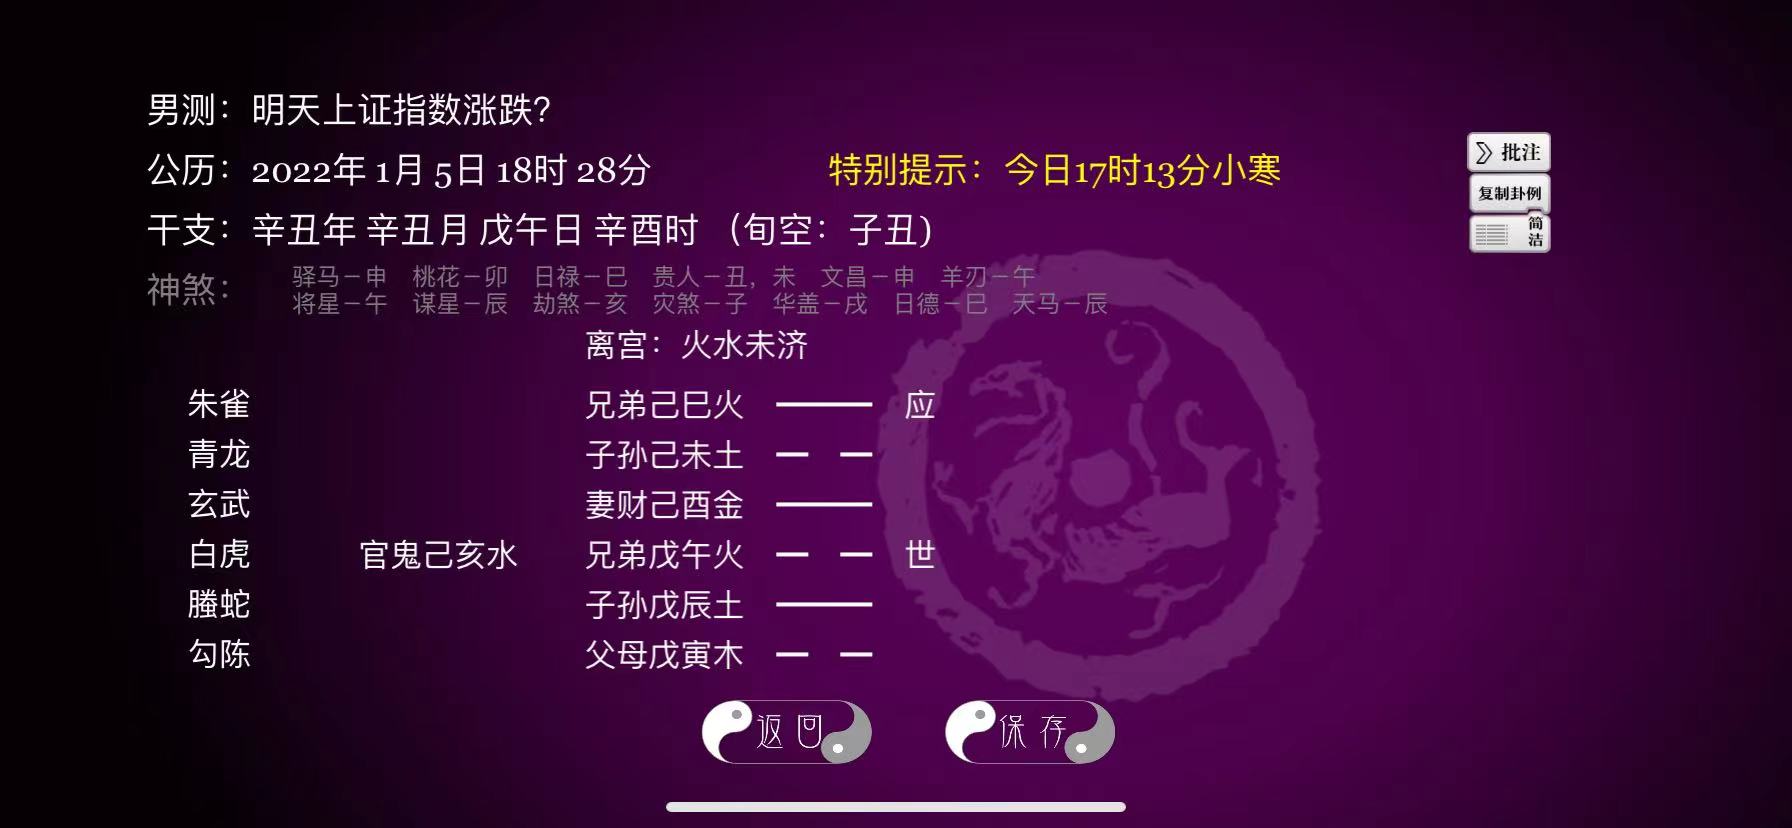 男测：明天上证指数涨跌?
公历：2022年 1月 5日 18时 28分 特别提示：今日17时13分小寒
干支：辛丑年 辛丑月 戊午日 辛酉时 （旬空：子丑)
神煞： 驿马－申 桃花－卯 日禄－巳 贵人－丑，未 文昌－申 羊刃－午
将星－午 谋星－辰 劫煞－亥 灾煞－子 华盖－戌 日德－巳 天马－辰
离宫：火水未济
朱雀 兄弟己巳火 应
青龙 子孙己未土
玄武 妻财己酉金
白虎 官鬼己亥水 兄弟戊午火 世
螣蛇 子孙戊辰土
勾陈 父母戊寅木
返回 保存
批注
复制卦例
简洁